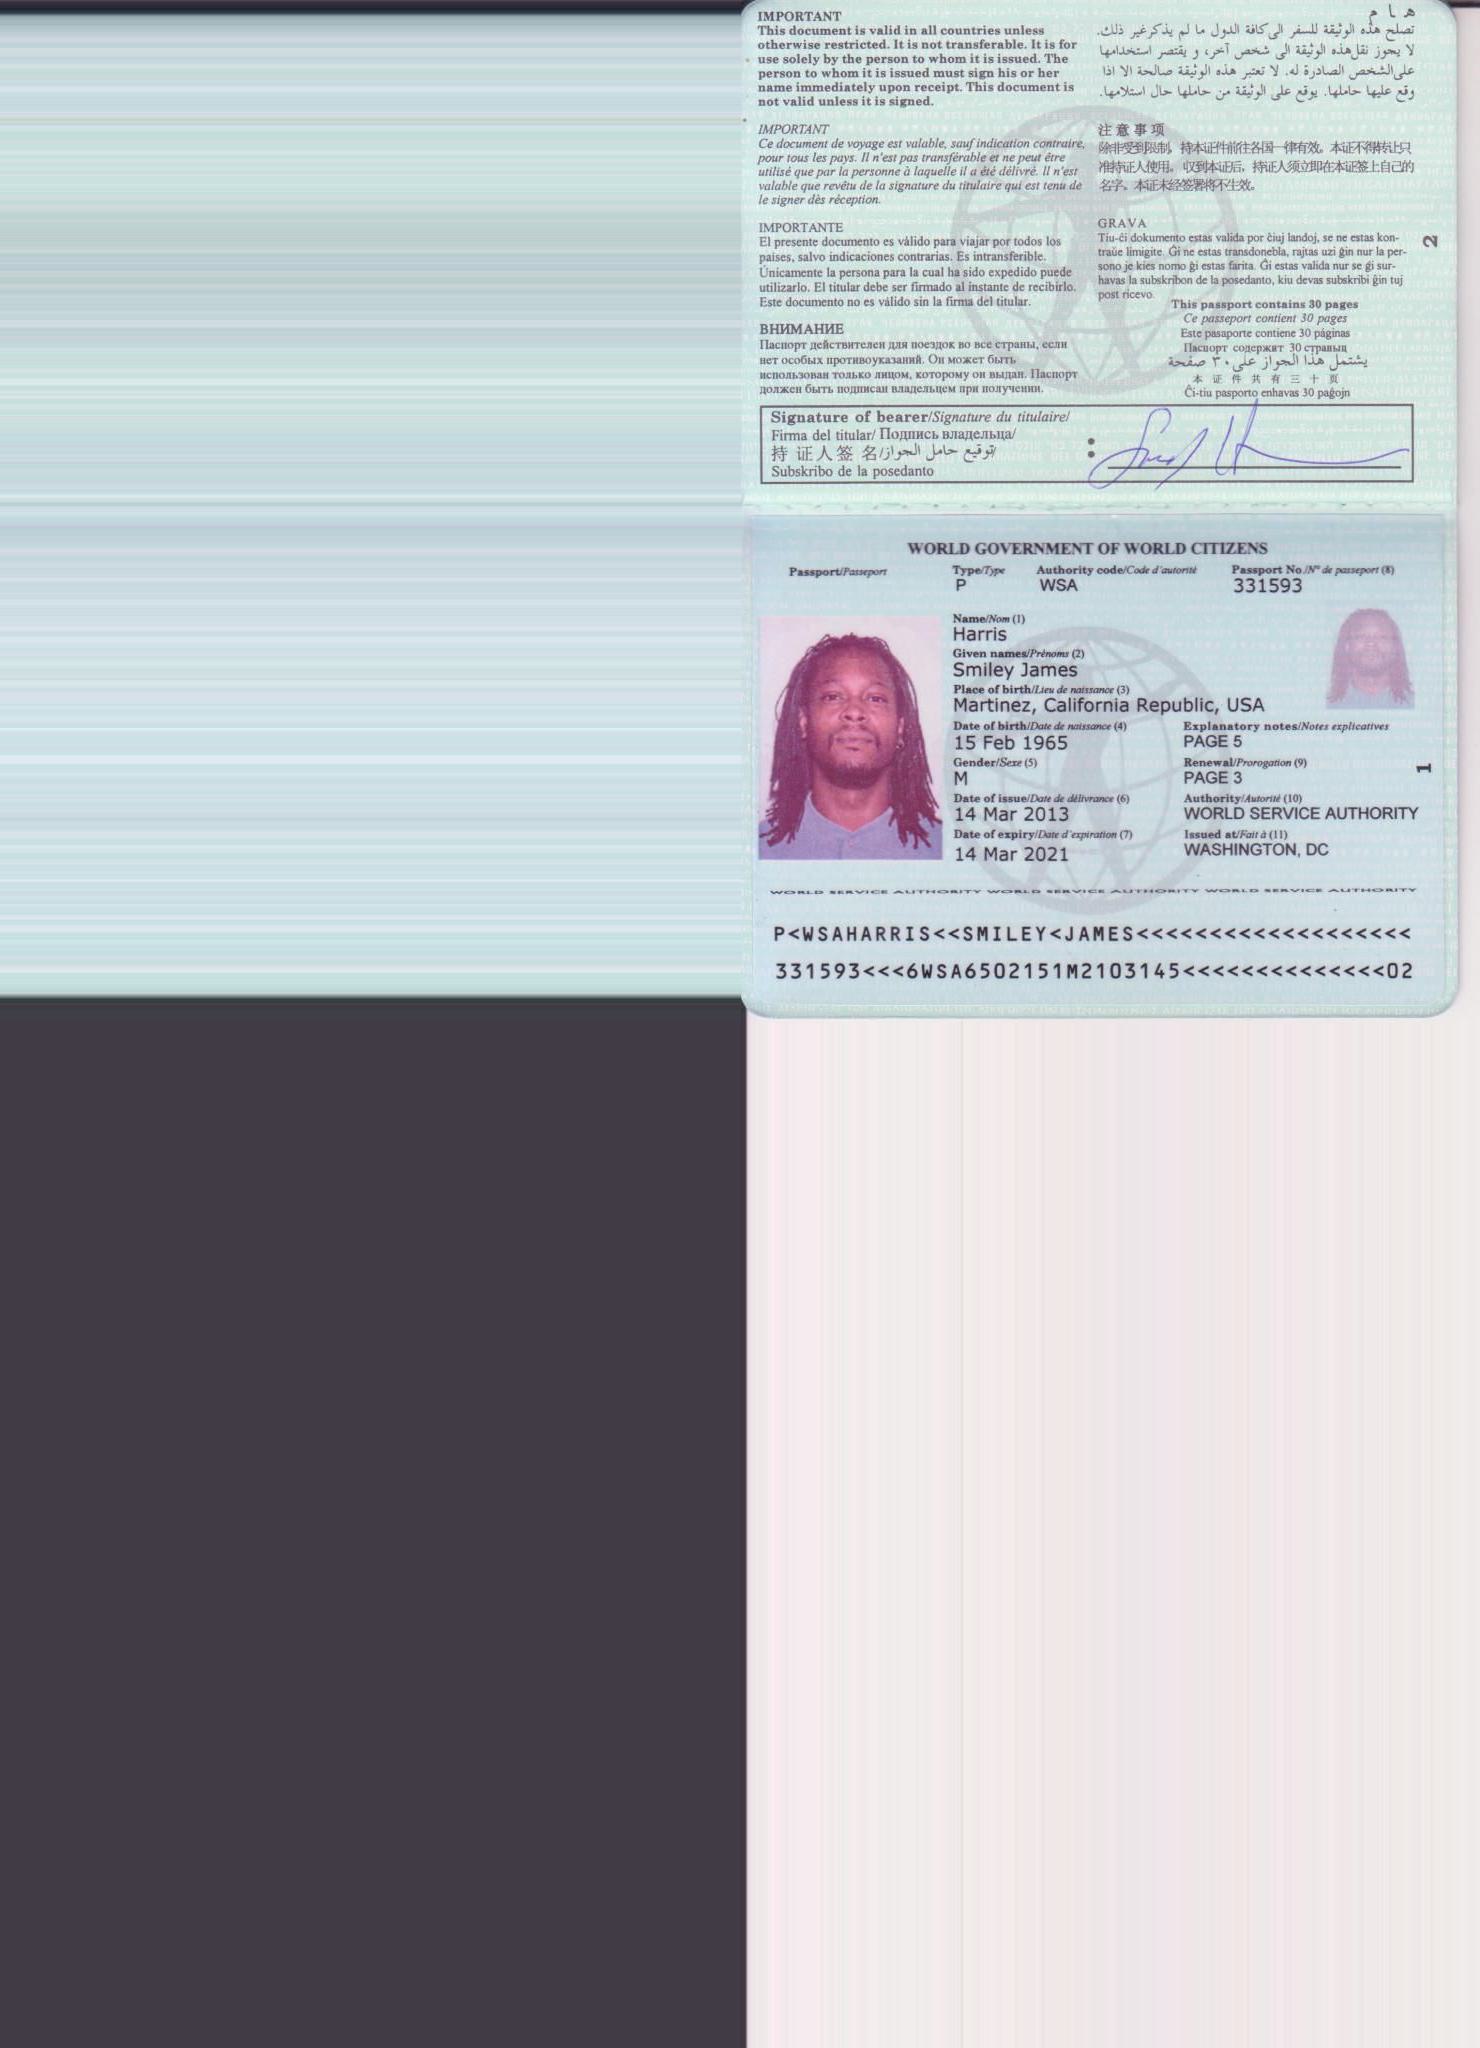 IMPORTANT
This document is valid in all countries unless
otherwise restricted. It is not transferable. It is for
use solely by the person to whom it is issued. The
person to whom it is issued must sign his or her
name immediately upon receipt. This document is
not valid unless it is signed.
IMPORTANT
Ce document de voyage est valable, sauf indication contraire,
pour tous les pays. Il n'est pas transférable et ne peut être
utilisé que par la personne à laquelle il a été délivré. Il n'est
valable que revêtu de la signature du titulaire qui est tenu de
le signer dès réception.
IMPORTANTE
El presente documento es válido para viajar por todos los
paises, salvo indicaciones contrarias. Es intransferible.
Únicamente la persona para la cual ha sido expedido puede
utilizarlo. El titular debe ser firmado al instante de recibirlo.
Este documento no es válido sin la firma del titular.
ВНИМАНИЕ
Паспорт действителен для поездок во все страны, если
нет особых противоуказаний. Он может быть
использован только лицом, которому он выдан. Паспорт
должен быть подписан владельцем при получении.
هـا م
تصلح هذه الوثيقة للسفر الى كافة الدول ما لم يذكر غير ذلك.
لا يجوز نقل هذه الوثيقة الى شخص آخر، و يقتصر استخدامها
على الشخص الصادرة له. لا تعتبر هذه الوثيقة صالحة الا اذا
وقع عليها حاملها. يوقع على الوثيقة من حاملها حال استلامها.
注意事项
除非受到限制，持本证件前往各国一律有效。本证不得转让只
准持证人使用。收到本证后，持证人须立即在本证签上自己的
名字。本证未经签署将不生效。
GRAVA
Tiu-ĉi dokumento estas valida por ĉiuj landoj, se ne estas kon-
traŭe limigite. Ĝi ne estas transdonebla, rajtas uzi ĝin nur la per-
sono je kies nomo ĝi estas farita. Ĝi estas valida nur se ĝi sur-
havas la subskribon de la posedanto, kiu devas subskribi ĝin tuj
post ricevo.
This passport contains 30 pages
Ce passeport contient 30 pages
Este pasaporte contiene 30 páginas
Паспорт содержит 30 страниц
يشتمل هذا الجواز على ٣٠ صفحة
本证件共有三十页
Ĉi-tiu pasporto enhavas 30 paĝojn
2
Signature of bearer/Signature du titulaire/
Firma del titular/ Подпись владельца/
持证人签名/توقيع حامل الجواز/
Subskribo de la posedanto
:
WORLD GOVERNMENT OF WORLD CITIZENS
Passport/Passeport
Type/Type
P
Authority code/Code d'autorité
WSA
Passport No./Nº de passeport (8)
331593
Name/Nom (1)
Harris
Given names/Prénoms (2)
Smiley James
Place of birth/Lieu de naissance (3)
Martinez, California Republic, USA
Date of birth/Date de naissance (4)
15 Feb 1965
Explanatory notes/Notes explicatives
PAGE 5
Gender/Sexe (5)
M
Renewal/Prorogation (9)
PAGE 3
1
Date of issue/Date de délivrance (6)
14 Mar 2013
Authority/Autorité (10)
WORLD SERVICE AUTHORITY
Date of expiry/Date d'expiration (7)
14 Mar 2021
Issued at/Fait à (11)
WASHINGTON, DC
WORLD SERVICE AUTHORITY WORLD SERVICE AUTHORITY WORLD SERVICE AUTHORITY
P<WSAHARRIS<<SMILEY<JAMES<<<<<<<<<<<<<<<<<<<
331593<<<6WSA6502151M2103145<<<<<<<<<<<<<<02